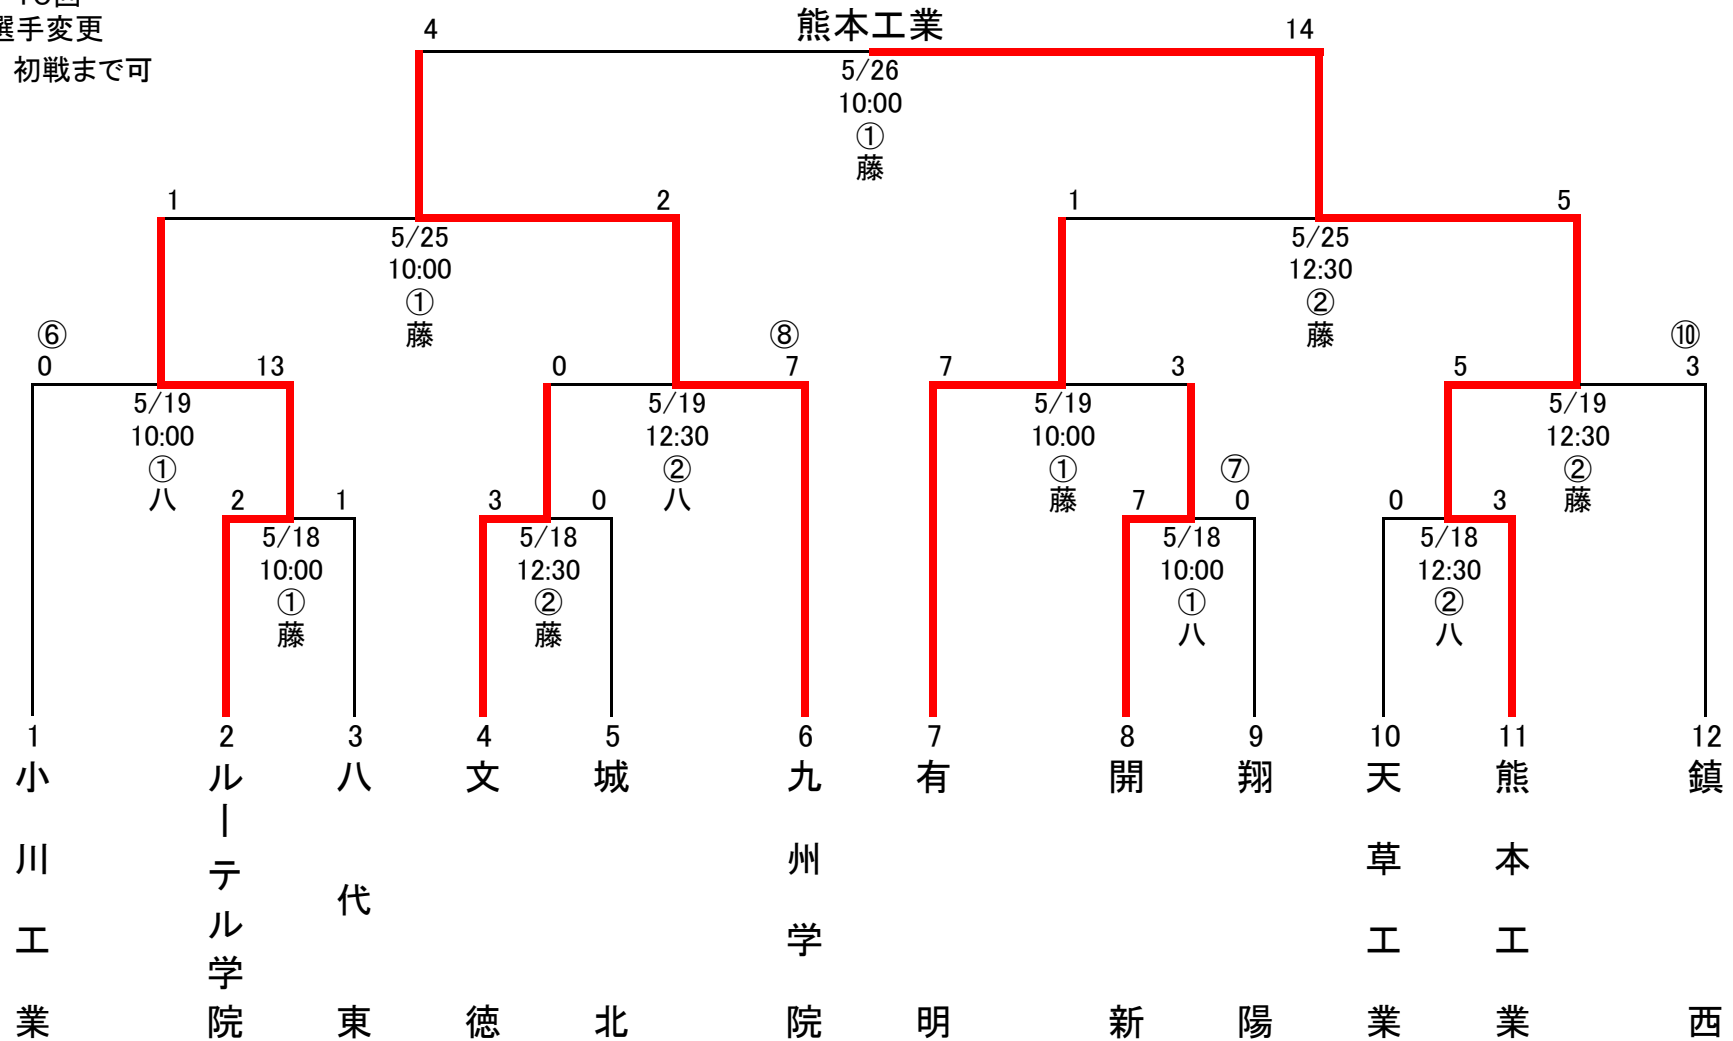 選手変更
初戦まで可
4 熊本工業 14
5/26
10:00
①
藤
1 2 1 5
5/25 5/25
10:00 12:30
① ②
藤 藤
⑥ ⑧ ⑩
0 13 0 7 7 3 5 3
5/19 5/19 5/19 5/19
10:00 12:30 10:00 12:30
① ② ① ②
八 八 藤 藤
⑦
2 1 3 0 7 0 0 3
5/18 5/18 5/18 5/18
10:00 12:30 10:00 12:30
① ② ① ②
藤 藤 八 八
1 2 3 4 5 6 7 8 9 10 11 12
小川工業
ルーテル学院
八代東
文徳
城北
九州学院
有明
開新
翔陽
天草工業
熊本工業
鎮西